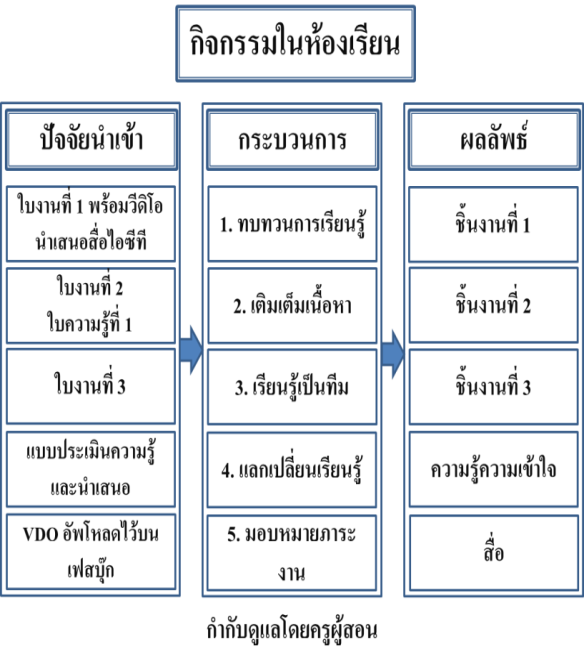 กิจกรรมในห้องเรียน
ปัจจัยนำเข้า
ใบงานที่ 1 พร้อมวีดิโอ
นำเสนอสื่อไอซีที
ใบงานที่ 2
ใบความรู้ที่ 1
ใบงานที่ 3
แบบประเมินความรู้
และนำเสนอ
VDO อัพโหลดไว้บน
เฟสบุ๊ก
กระบวนการ
1. ทบทวนการเรียนรู้
2. เติมเต็มเนื้อหา
3. เรียนรู้เป็นทีม
4. แลกเปลี่ยนเรียนรู้
5. มอบหมายภาระ
งาน
ผลลัพธ์
ชิ้นงานที่ 1
ชิ้นงานที่ 2
ชิ้นงานที่ 3
ความรู้ความเข้าใจ
สื่อ
กำกับดูแลโดยครูผู้สอน